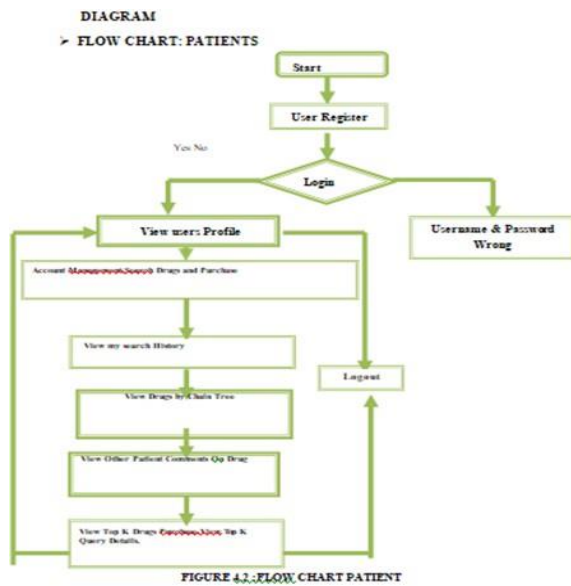 DIAGRAM
➢ FLOW CHART: PATIENTS
Start
User Register
Yes No
Login
View users Profile
Username & Password
Wrong
Account Management,Search Drugs and Purchase
View my search History
Logout
View Drugs by Chain Tree
View Other Patient Comments On Drug
View Top K Drugs View Top K
Query Details.
FIGURE 4.2 :FLOW CHART PATIENT